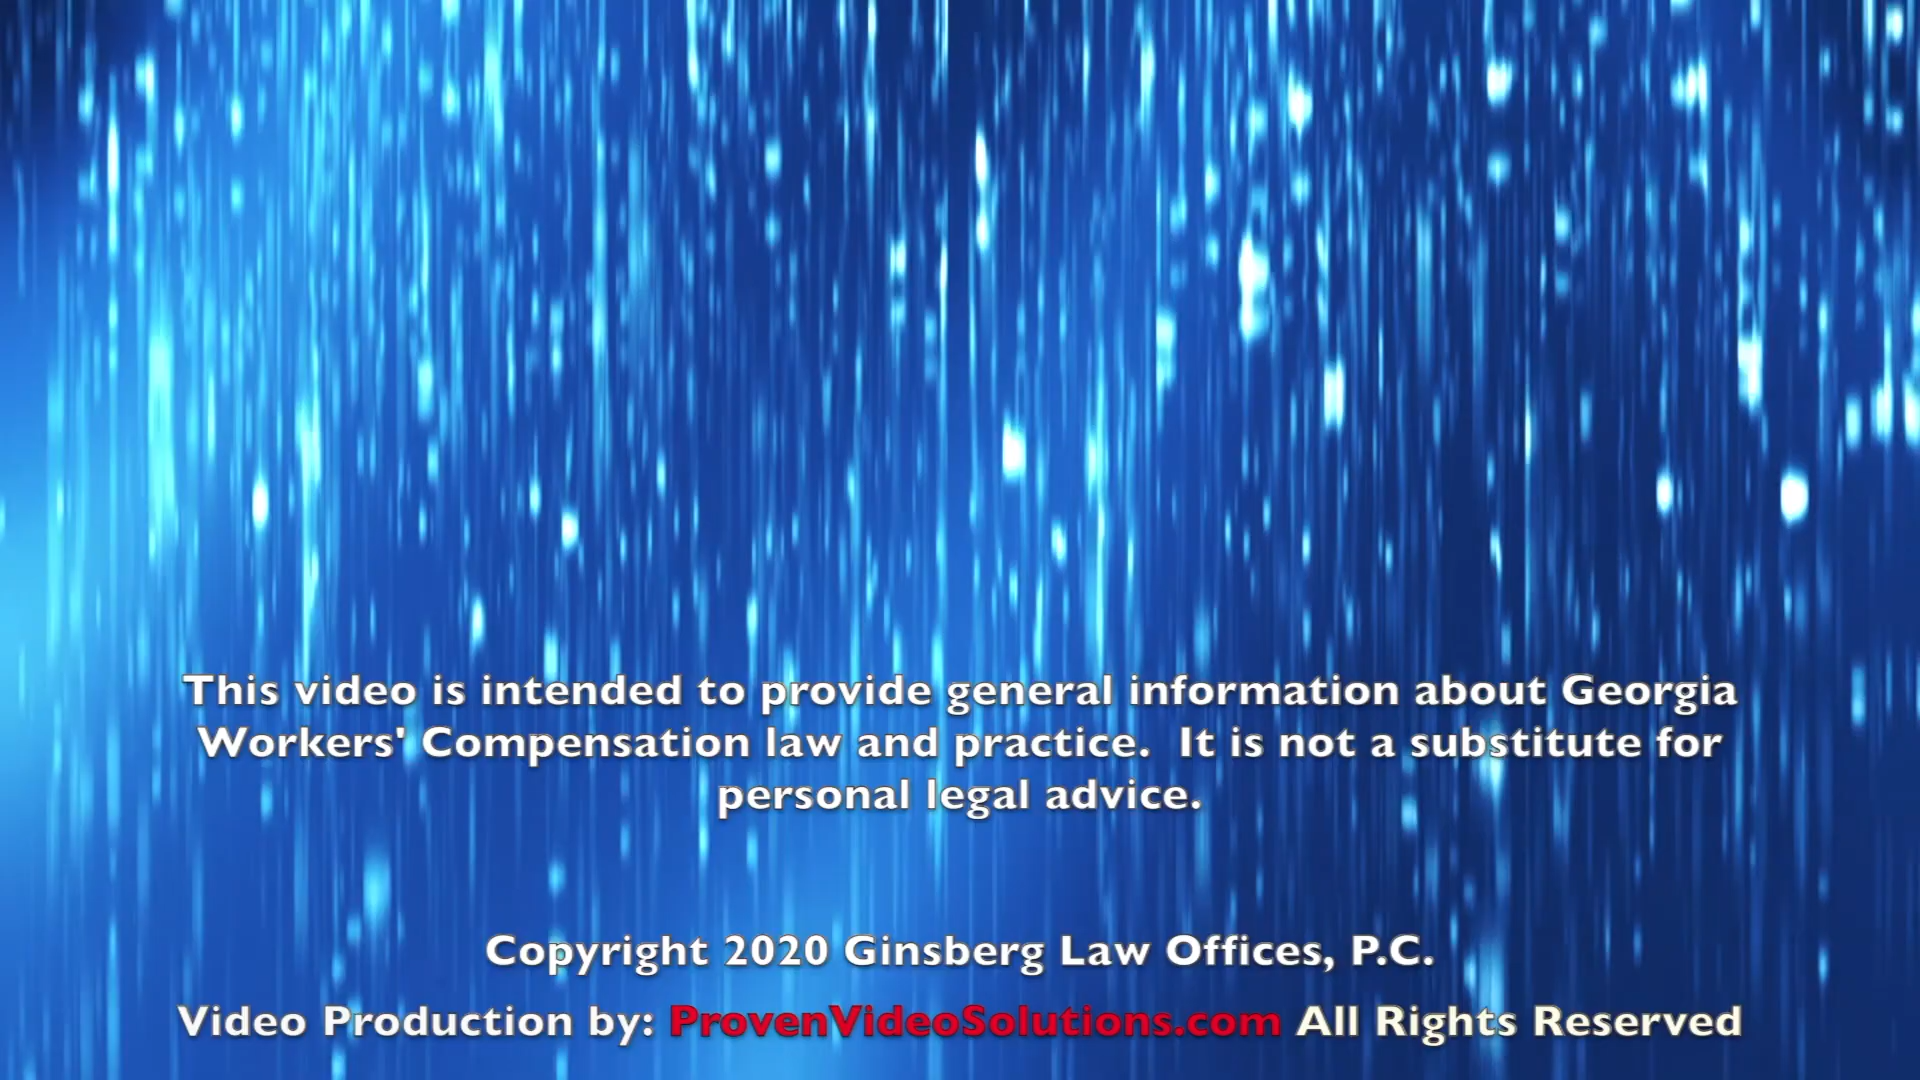 This video is intended to provide general information about Georgia
Workers' Compensation law and practice.  It is not a substitute for
personal legal advice.
Copyright 2020 Ginsberg Law Offices, P.C.
Video Production by: ProvenVideoSolutions.com All Rights Reserved